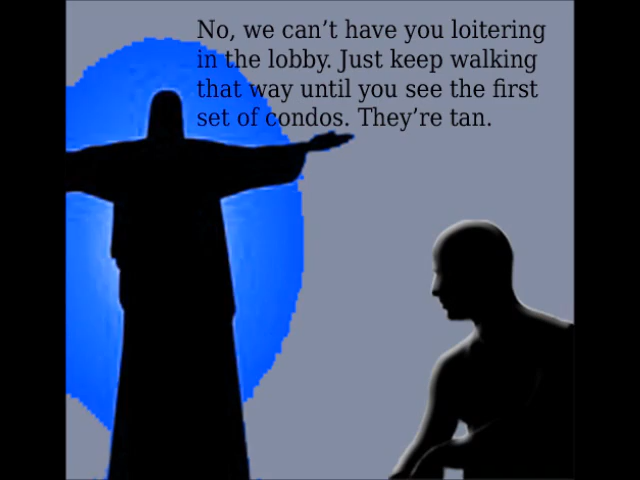 No, we can’t have you loitering
in the lobby. Just keep walking
that way until you see the first
set of condos. They’re tan.